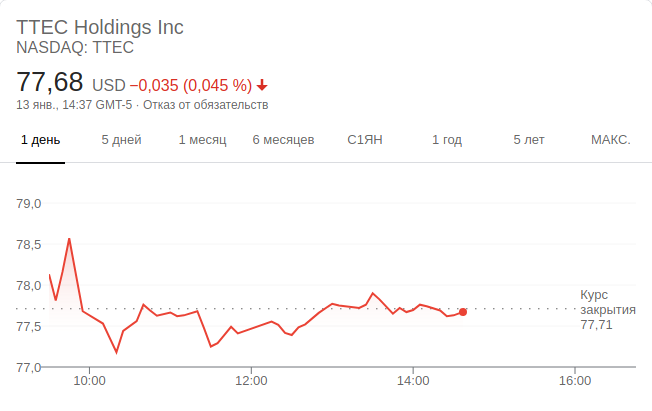 TTEC Holdings Inc
NASDAQ: TTEC
77,68 USD −0,035 (0,045 %)
13 янв., 14:37 GMT-5 · Отказ от обязательств
1 день 5 дней 1 месяц 6 месяцев С1ЯН 1 год 5 лет МАКС.
79,0
78,5
78,0
77,5
77,0
Курс
закрытия
77,71
10:00 12:00 14:00 16:00